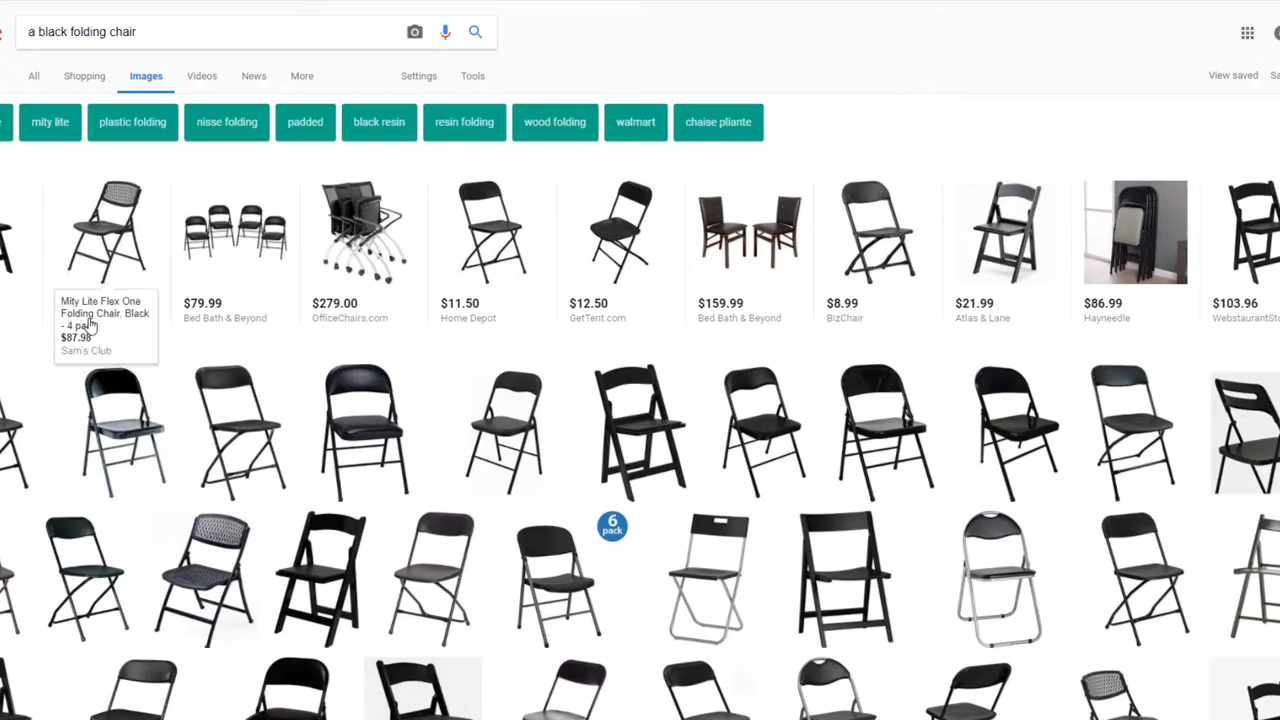 a black folding chair
All Shopping Images Videos News More Settings Tools
View saved
mity lite plastic folding nisse folding padded black resin resin folding wood folding walmart chaise pliante
Mity Lite Flex One
Folding Chair, Black
- 4 pa
$87.98
Sam's Club
$79.99
Bed Bath & Beyond
$279.00
OfficeChairs.com
$11.50
Home Depot
$12.50
GetTent.com
$159.99
Bed Bath & Beyond
$8.99
BizChair
$21.99
Atlas & Lane
$86.99
Hayneedle
$103.96
WebstaurantSto
6
pack